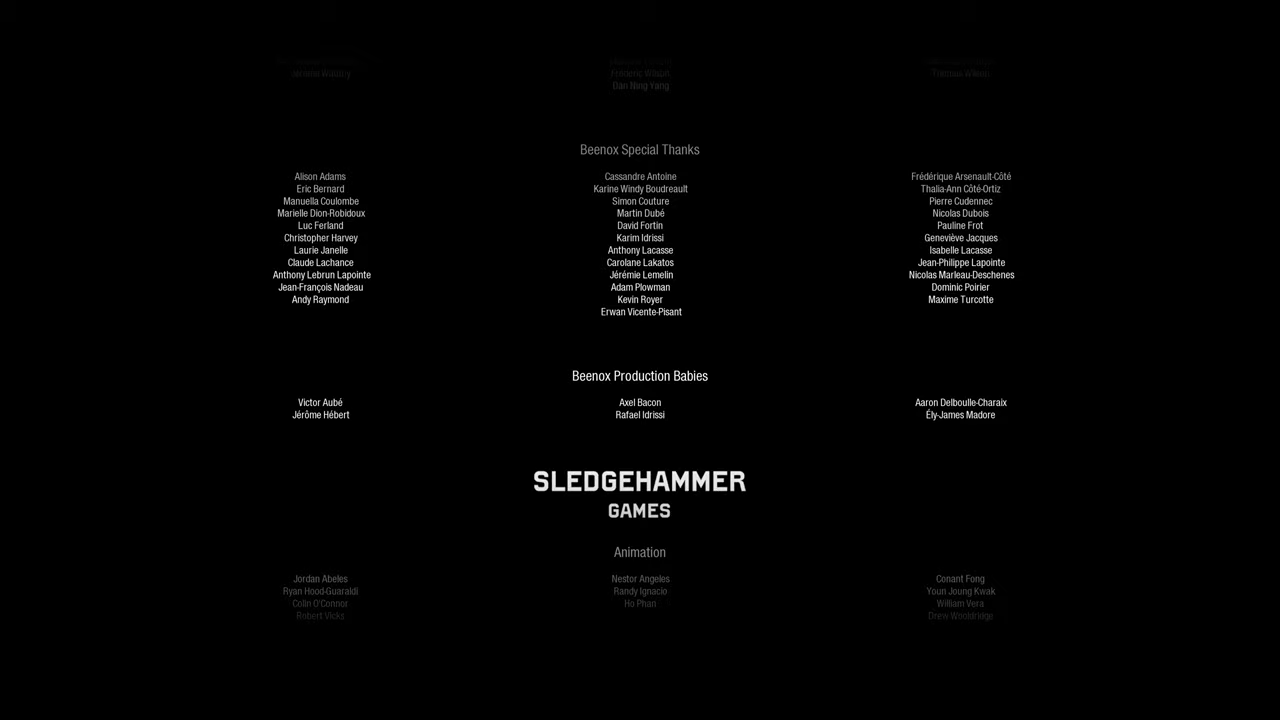 Frédéric Wilson Thomas Wilson
Dan Ning Yang
Beenox Special Thanks
Alison Adams Cassandre Antoine Frédérique Arsenault-Côté
Eric Bernard Karine Windy Boudreault Thalia-Ann Côté-Ortiz
Manuella Coulombe Simon Couture Pierre Cudennec
Marielle Dion-Robidoux Martin Dubé Nicolas Dubois
Luc Ferland David Fortin Pauline Frot
Christopher Harvey Karim Idrissi Geneviève Jacques
Laurie Janelle Anthony Lacasse Isabelle Lacasse
Claude Lachance Carolane Lakatos Jean-Philippe Lapointe
Anthony Lebrun Lapointe Jérémie Lemelin Nicolas Marleau-Deschenes
Jean-François Nadeau Adam Plowman Dominic Poirier
Andy Raymond Kevin Royer Maxime Turcotte
Erwan Vicente-Pisant
Beenox Production Babies
Victor Aubé Axel Bacon Aaron Delboulle-Charaix
Jérôme Hébert Rafael Idrissi Ély-James Madore
SLEDGEHAMMER
GAMES
Animation
Jordan Abeles Nestor Angeles Conant Fong
Ryan Hood-Guaraldi Randy Ignacio Youn Joung Kwak
Colin O'Connor Ho Phan William Vera
Robert Vicks Drew Wooldridge